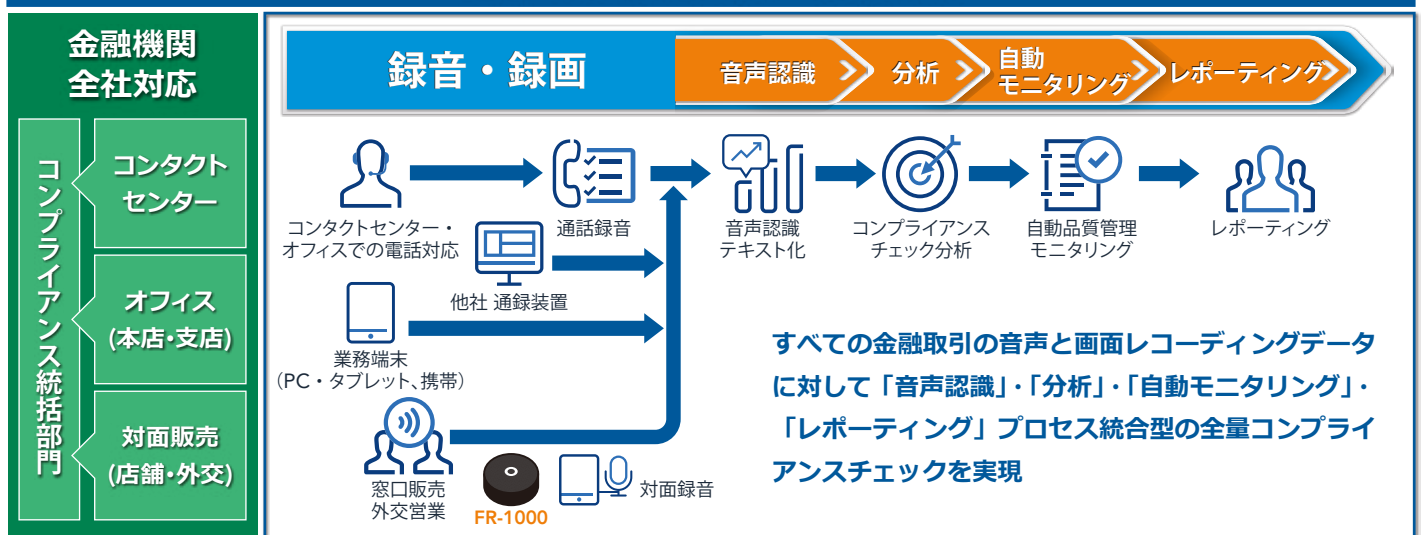 金融機関
全社対応
コンプライアンス統括部門
コンタクト
センター
オフィス
(本店・支店)
対面販売
(店舗・外交)
録音・録画
音声認識
分析
自動
モニタリング
レポーティング
コンタクトセンター・
オフィスでの電話対応
通話録音
音声認識
テキスト化
コンプライアンス
チェック分析
自動品質管理
モニタリング
レポーティング
他社 通録装置
業務端末
(PC・タブレット、携帯)
窓口販売
外交営業
FR-1000
対面録音
すべての金融取引の音声と画面レコーディングデータ
に対して「音声認識」・「分析」・「自動モニタリング」・
「レポーティング」プロセス統合型の全量コンプライ
アンスチェックを実現